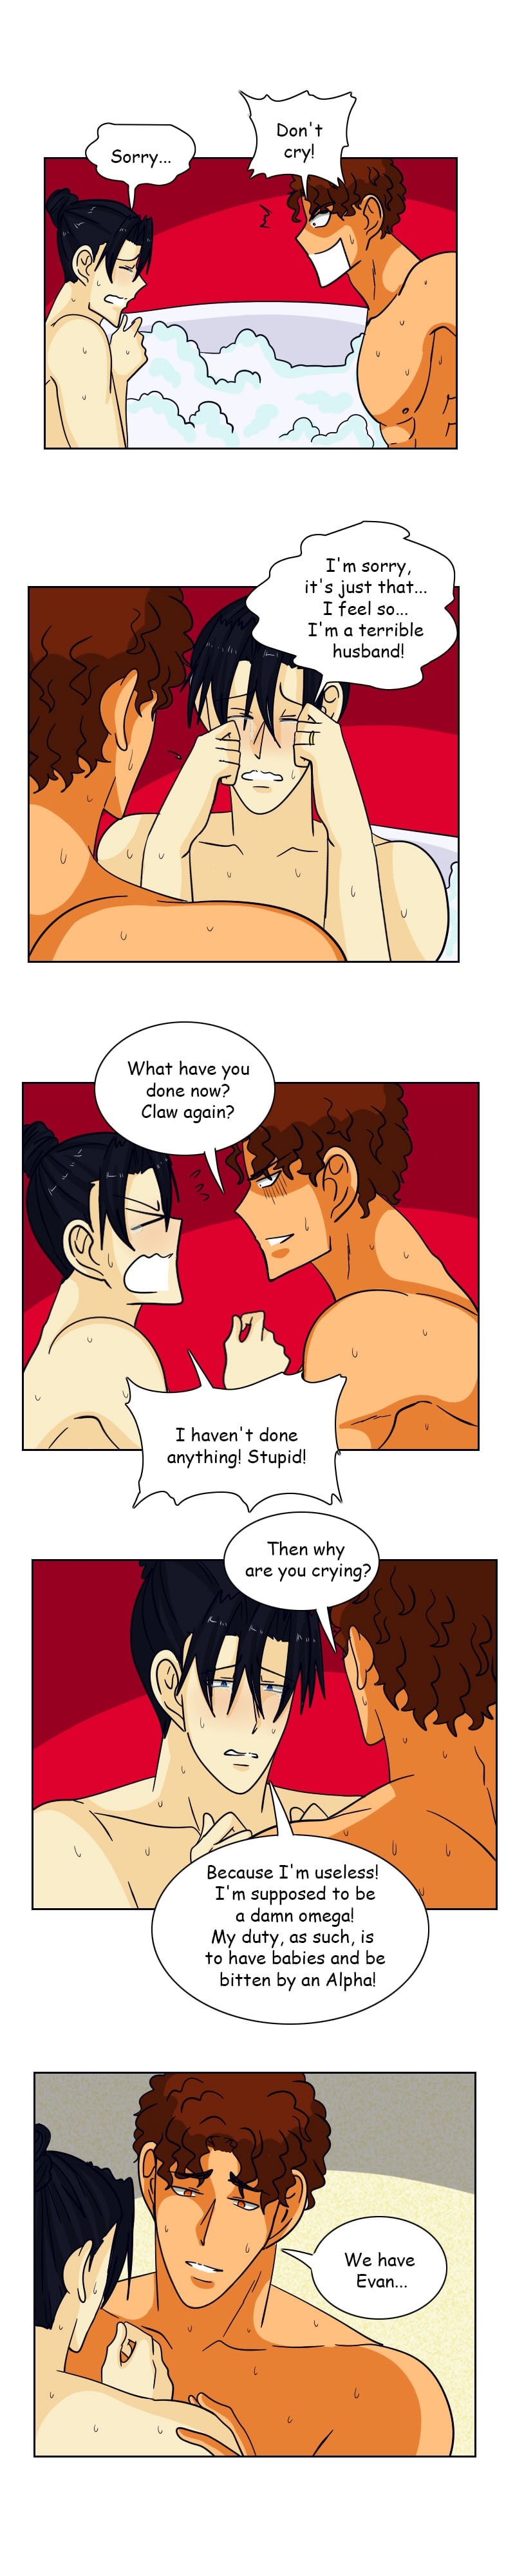 Sorry...
Don't
cry!
I'm sorry,
it's just that...
I feel so...
I'm a terrible
husband!
What have you
done now?
Claw again?
I haven't done
anything! Stupid!
Then why
are you crying?
Because I'm useless!
I'm supposed to be
a damn omega!
My duty, as such, is
to have babies and be
bitten by an Alpha!
We have
Evan...